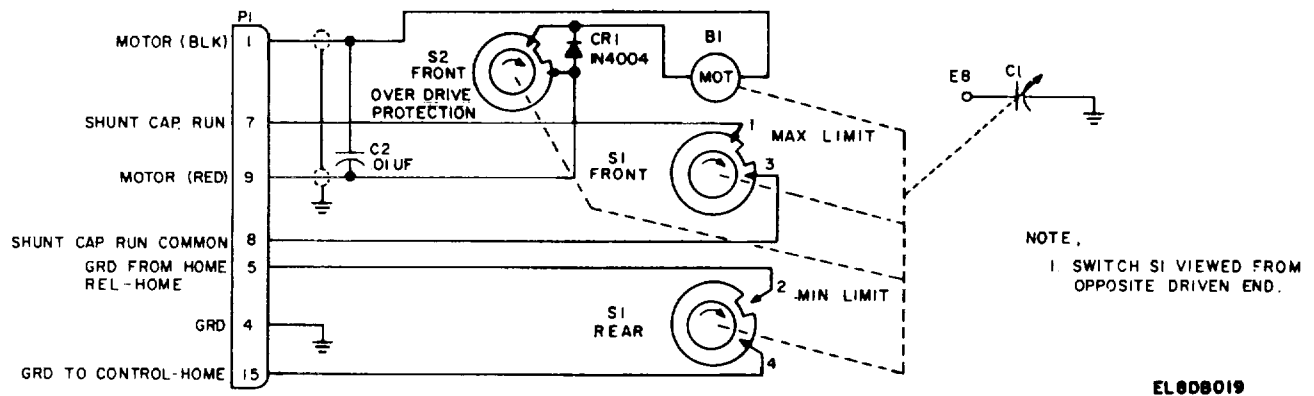 P1
MOTOR (BLK) 1
SHUNT CAP. RUN 7
MOTOR (RED) 9
SHUNT CAP RUN COMMON 8
GRD FROM HOME 5
REL-HOME
GRD 4
GRD TO CONTROL-HOME 15
C2
.01UF
S2
FRONT
OVER DRIVE
PROTECTION
CR1
1N4004
B1
MOT
S1
FRONT
1
MAX LIMIT
3
2
MIN LIMIT
S1
REAR
4
E8
C1
NOTE,
1. SWITCH S1 VIEWED FROM
OPPOSITE DRIVEN END.
EL8DB019